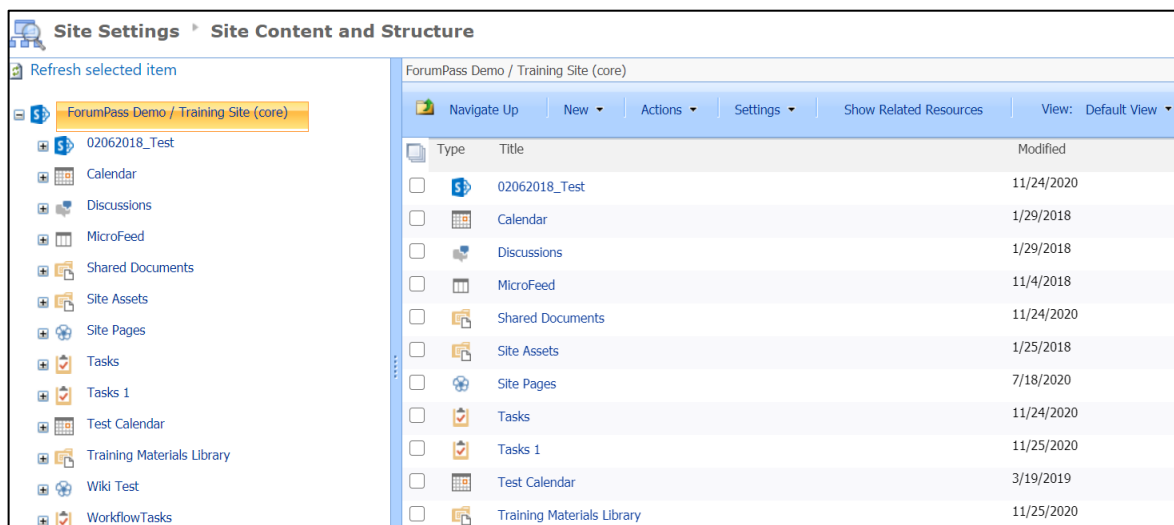 Site Settings Site Content and Structure
Refresh selected item
ForumPass Demo / Training Site (core)
02062018_Test
Calendar
Discussions
MicroFeed
Shared Documents
Site Assets
Site Pages
Tasks
Tasks 1
Test Calendar
Training Materials Library
Wiki Test
WorkflowTasks
ForumPass Demo / Training Site (core)
Navigate Up New Actions Settings Show Related Resources View: Default View
Type Title Modified
02062018_Test 11/24/2020
Calendar 1/29/2018
Discussions 1/29/2018
MicroFeed 11/4/2018
Shared Documents 11/24/2020
Site Assets 1/25/2018
Site Pages 7/18/2020
Tasks 11/24/2020
Tasks 1 11/25/2020
Test Calendar 3/19/2019
Training Materials Library 11/25/2020